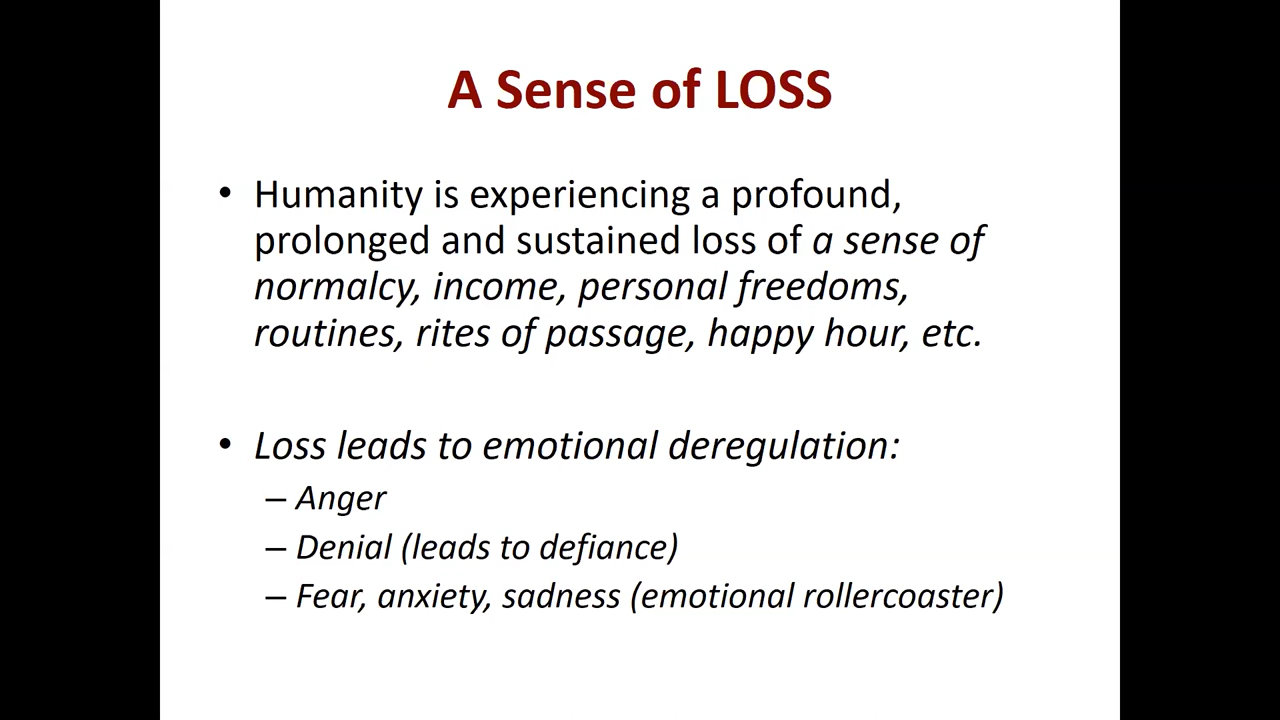 A Sense of LOSS
• Humanity is experiencing a profound,
prolonged and sustained loss of a sense of
normalcy, income, personal freedoms,
routines, rites of passage, happy hour, etc.
• Loss leads to emotional deregulation:
– Anger
– Denial (leads to defiance)
– Fear, anxiety, sadness (emotional rollercoaster)